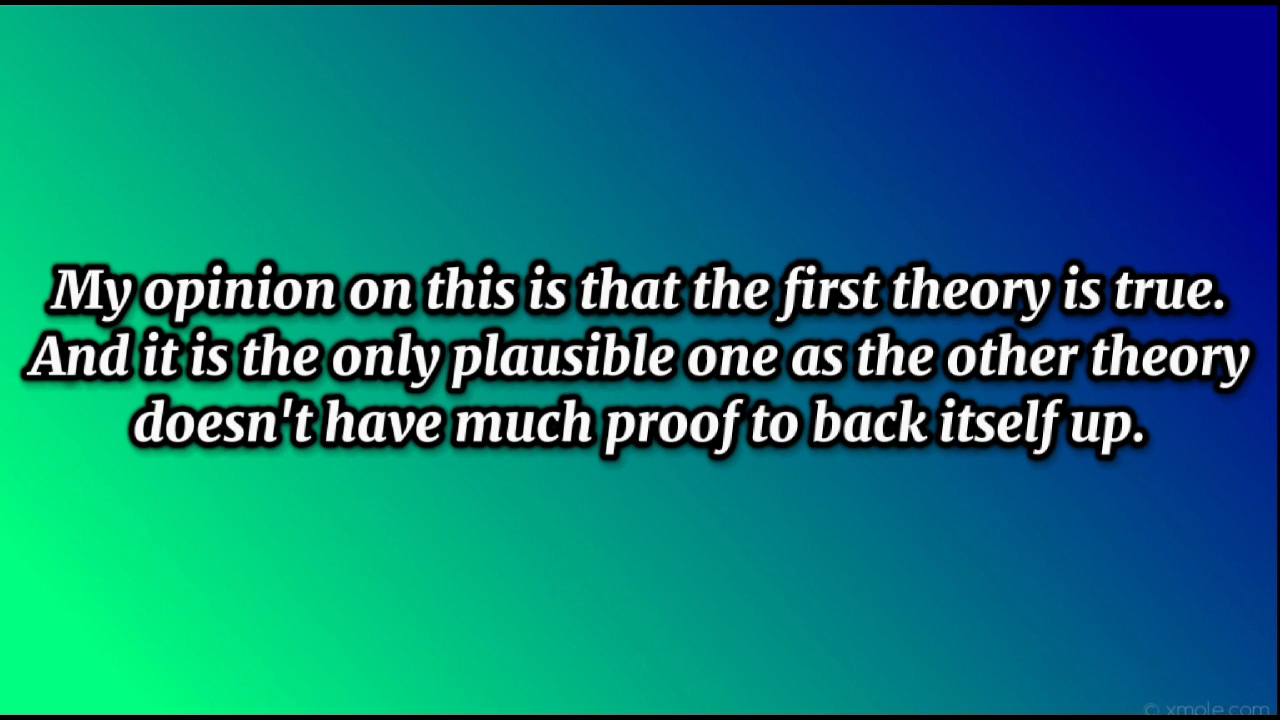 My opinion on this is that the first theory is true.
And it is the only plausible one as the other theory
doesn't have much proof to back itself up.
© xmole.com